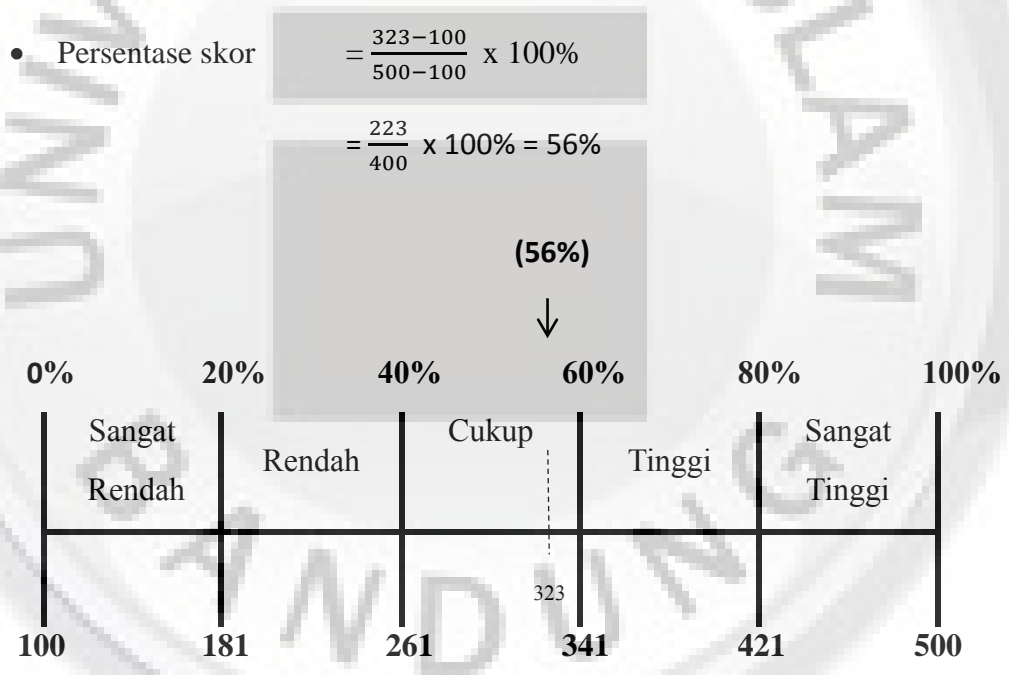 • Persentase skor = 323−100 / 500−100 x 100%
= 223 / 400 x 100% = 56%
(56%)
0% 20% 40% 60% 80% 100%
Sangat Rendah Rendah Cukup Tinggi Sangat Tinggi
323
100 181 261 341 421 500
BANDUNG